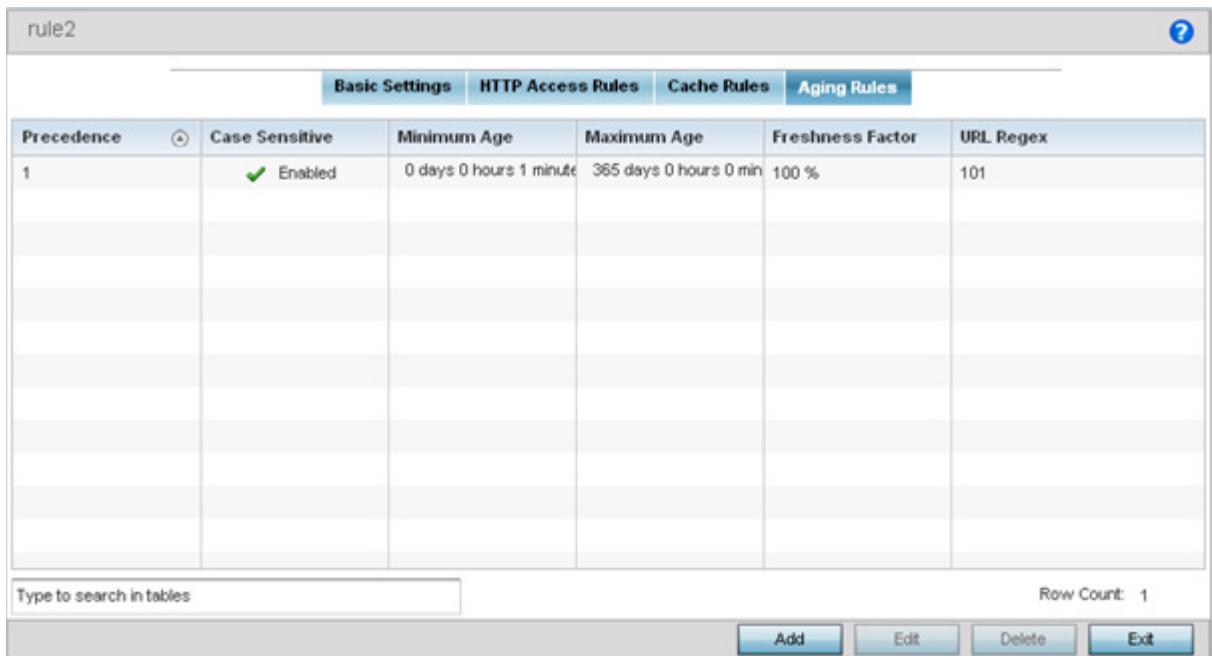 rule2
?
Basic Settings HTTP Access Rules Cache Rules Aging Rules
Precedence Case Sensitive Minimum Age Maximum Age Freshness Factor URL Regex
1 Enabled 0 days 0 hours 1 minute 365 days 0 hours 0 min 100 % 101
Type to search in tables Row Count: 1
Add Edit Delete Exit